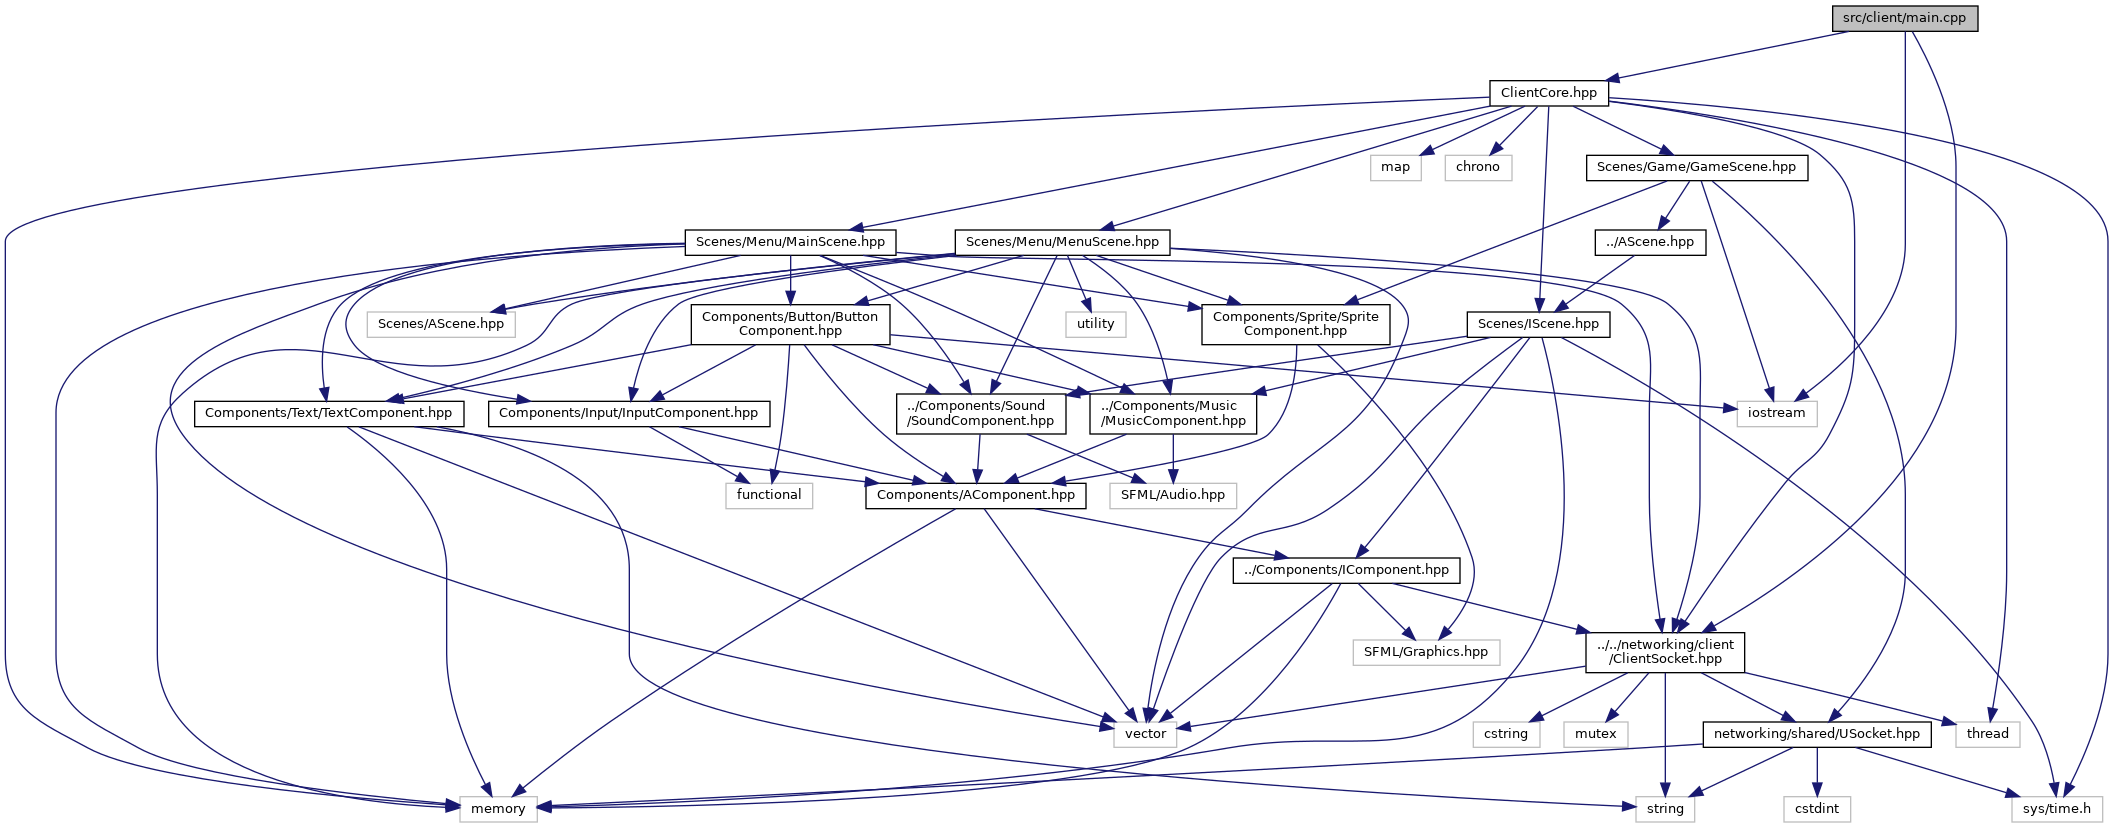 src/client/main.cpp
ClientCore.hpp
map
chrono
Scenes/Game/GameScene.hpp
Scenes/Menu/MainScene.hpp
Scenes/Menu/MenuScene.hpp
../AScene.hpp
Scenes/AScene.hpp
Components/Button/Button
Component.hpp
utility
Components/Sprite/Sprite
Component.hpp
Scenes/IScene.hpp
Components/Text/TextComponent.hpp
Components/Input/InputComponent.hpp
../Components/Sound
/SoundComponent.hpp
../Components/Music
/MusicComponent.hpp
iostream
functional
Components/AComponent.hpp
SFML/Audio.hpp
../Components/IComponent.hpp
SFML/Graphics.hpp
../../networking/client
/ClientSocket.hpp
vector
cstring
mutex
networking/shared/USocket.hpp
thread
memory
string
cstdint
sys/time.h